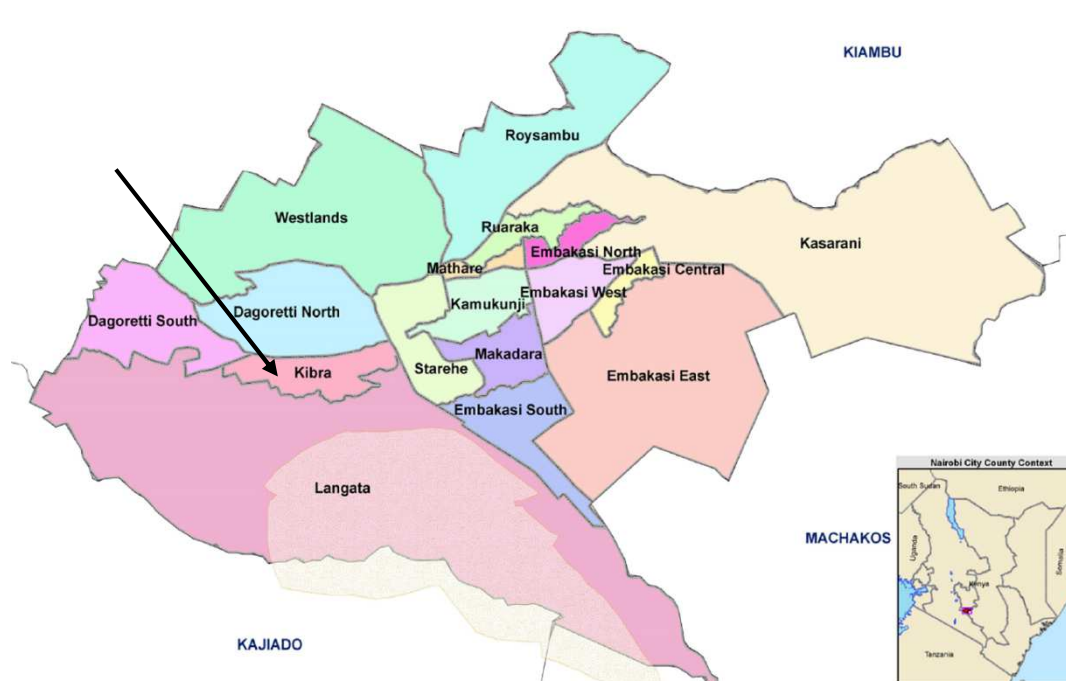 KIAMBU
Roysambu
Westlands
Ruaraka
Kasarani
Embakasi North
Mathare
Embakasi Central
Embakasi West
Kamukunji
Dagoretti North
Dagoretti South
Makadara
Starehe
Kibra
Embakasi East
Embakasi South
Langata
MACHAKOS
KAJIADO
Nairobi City County Context
South Sudan
Ethiopia
Uganda
Somalia
Kenya
Tanzania